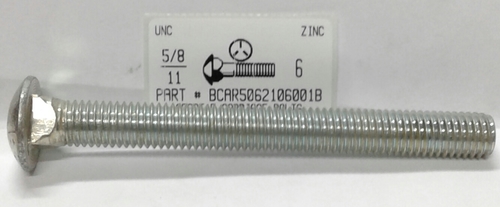 UNC ZINC
5/8
11 6
PART # BCAR5062106001B